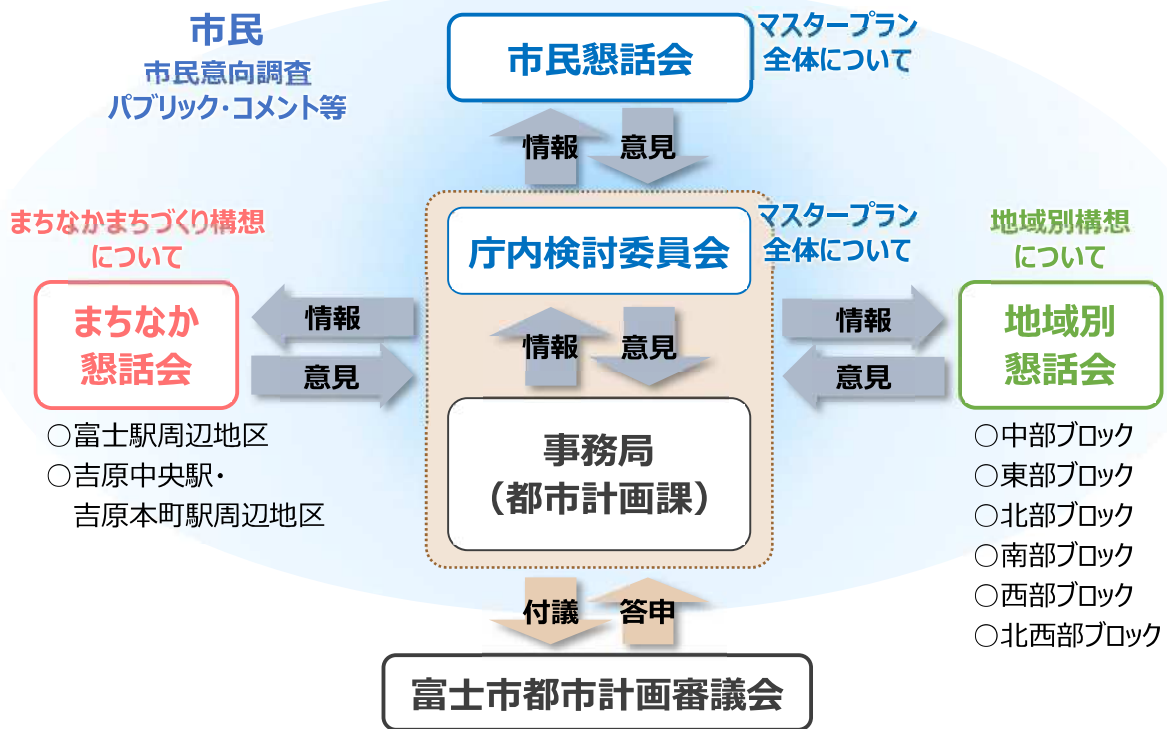 市民
市民意向調査
パブリック・コメント等
市民懇話会
マスタープラン
全体について
情報
意見
まちなかまちづくり構想
について
まちなか
懇話会
情報
意見
○富士駅周辺地区
○吉原中央駅・
吉原本町駅周辺地区
庁内検討委員会
マスタープラン
全体について
情報
意見
事務局
（都市計画課）
地域別構想
について
地域別
懇話会
情報
意見
○中部ブロック
○東部ブロック
○北部ブロック
○南部ブロック
○西部ブロック
○北西部ブロック
付議
答申
富士市都市計画審議会